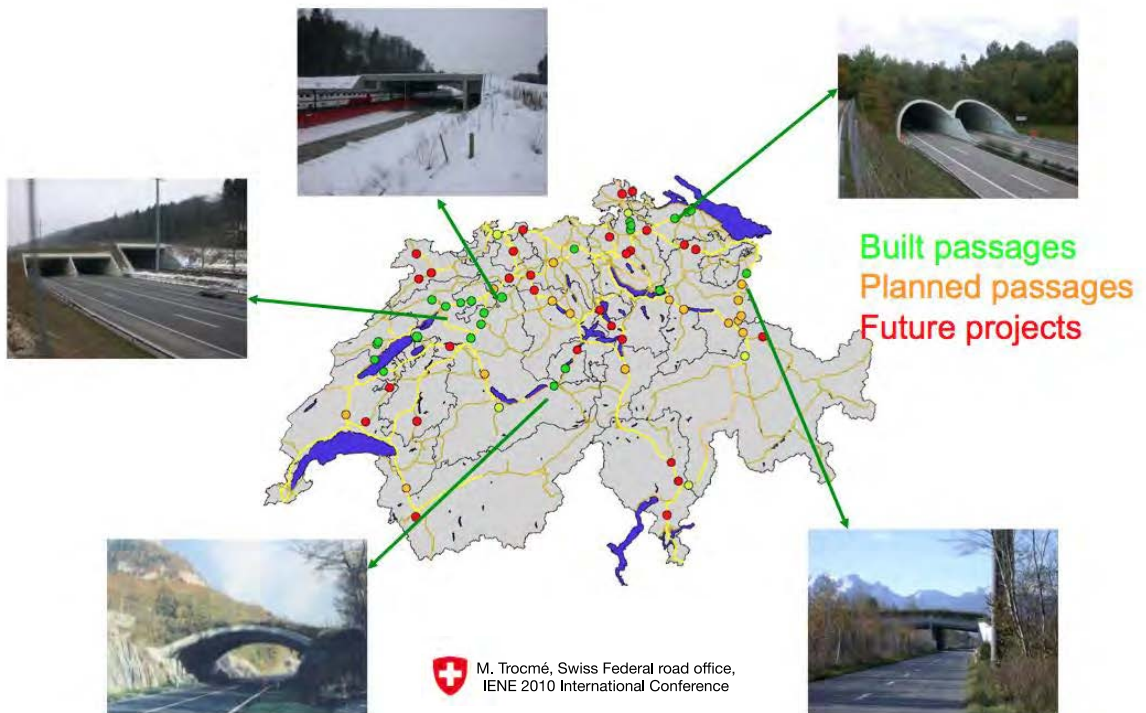 Built passages
Planned passages
Future projects
M. Trocmé, Swiss Federal road office,
IENE 2010 International Conference